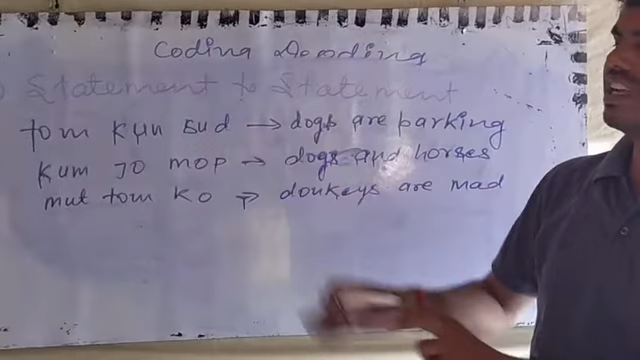 Coding Decoding
Statement to Statement
tom kun sud → dogs are parking
kum jo mop → dogs and horses
mut tom ko → donkeys are mad